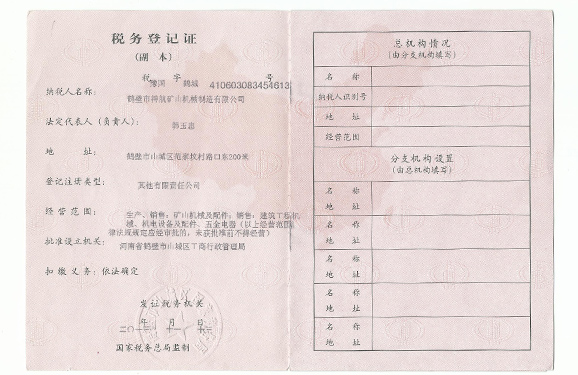 税务登记证
(副 本)
税 字 号
豫国 鹤城 410603083454613
纳税人名称:
鹤壁市 矿山机械制造有限公司
法定代表人(负责人): 韩玉忠
地 址: 鹤壁市山城区 村路口东200米
登记注册类型: 其他有限责任公司
经营范围: 生产、销售:矿山机械及配件;销售:建筑工程机
械、机电设备及配件、五金电器(以上经营范围
律法规规定应经审批的,未获批准前不得经营)
批准设立机关: 河南省鹤壁市山城区工商行政管理局
扣缴义务:依法确定
发证税务机关
二〇一三年 十一月 日
国家税务总局监制
总机构情况
(由分支机构填写)
名 称
纳税人识别号
地 址
经营范围
分支机构设置
(由总机构填写)
名 称
地 址
名 称
地 址
名 称
地 址
名 称
地 址
名 称
地 址